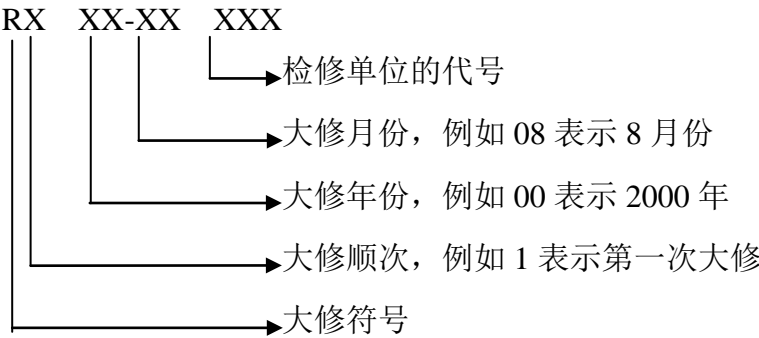 RX XX-XX XXX
检修单位的代号
大修月份，例如 08 表示 8 月份
大修年份，例如 00 表示 2000 年
大修顺次，例如 1 表示第一次大修
大修符号